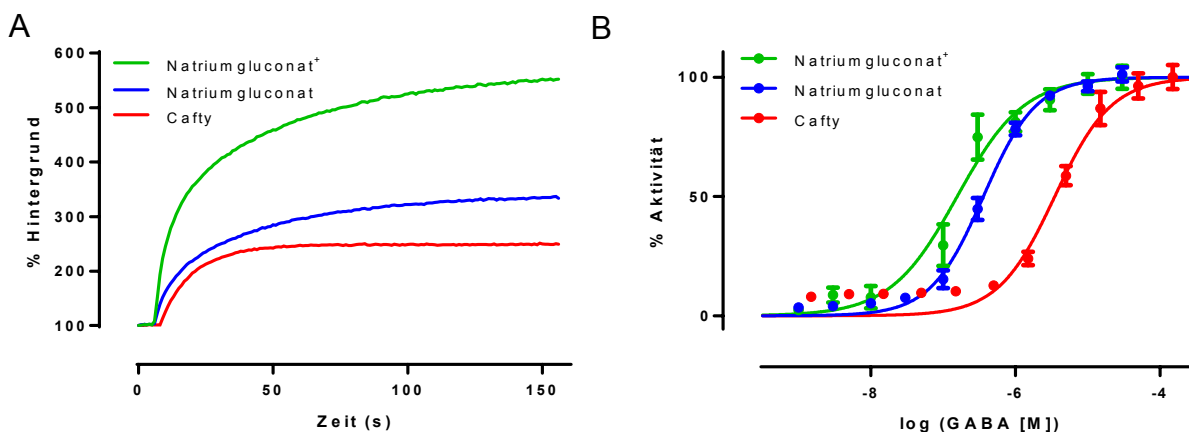 A
% Hintergrund
600
500
400
300
200
100
Natriumgluconat⁺
Natriumgluconat
Cafty
0
50
100
150
Zeit (s)
B
% Aktivität
100
50
0
Natriumgluconat⁺
Natriumgluconat
Cafty
-8
-6
-4
log (GABA [M])